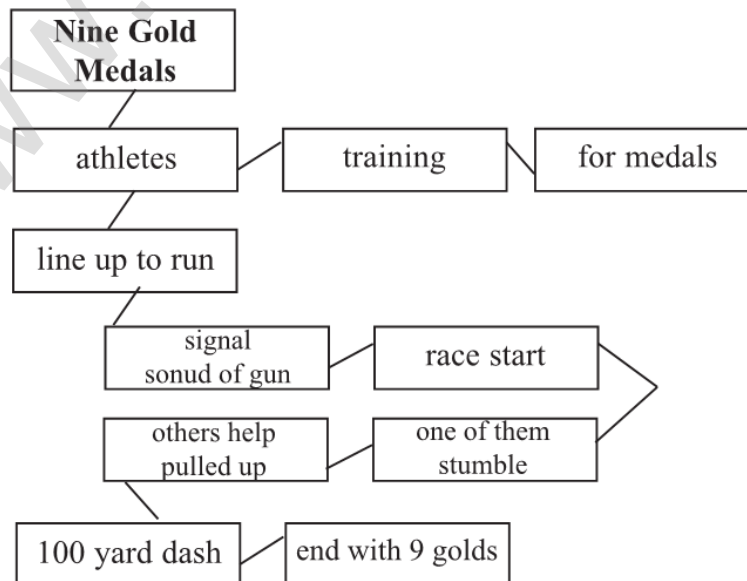 Nine Gold
Medals
athletes
training
for medals
line up to run
signal
sonud of gun
race start
others help
pulled up
one of them
stumble
100 yard dash
end with 9 golds